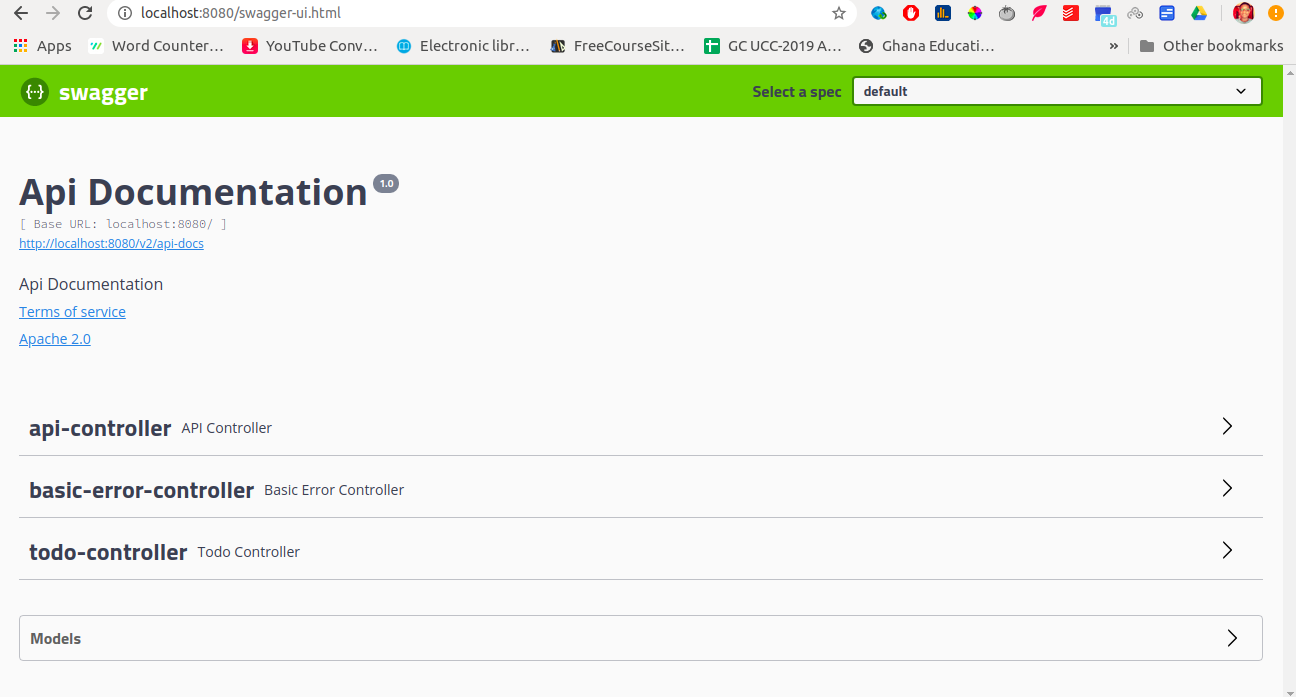 localhost:8080/swagger-ui.html
4d
Apps Word Counter… YouTube Conv… Electronic libr… FreeCourseSit… GC UCC-2019 A… Ghana Educati… » Other bookmarks
{··} swagger Select a spec default
Api Documentation 1.0
[ Base URL: localhost:8080/ ]
http://localhost:8080/v2/api-docs
Api Documentation
Terms of service
Apache 2.0
api-controller API Controller
basic-error-controller Basic Error Controller
todo-controller Todo Controller
Models